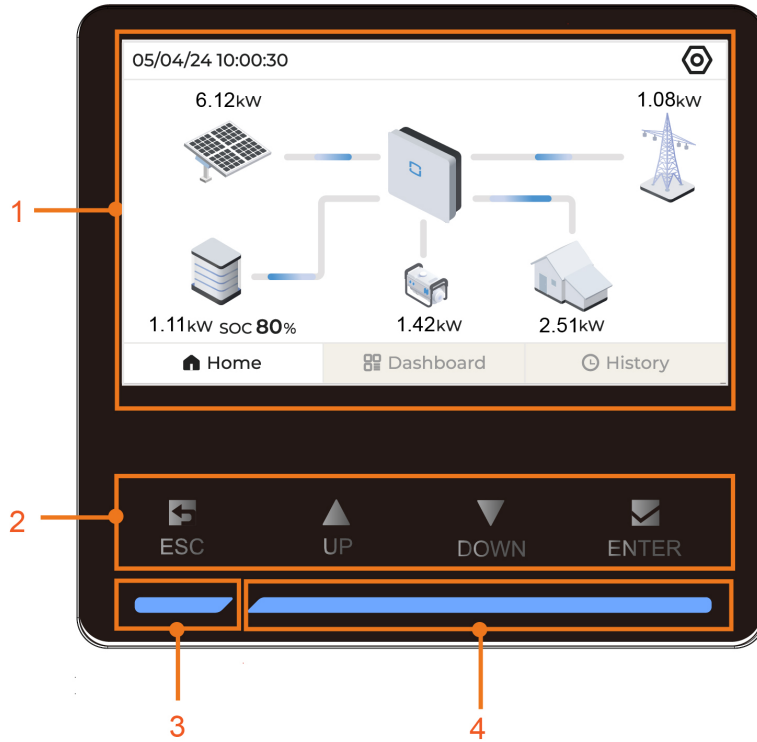 05/04/24 10:00:30
6.12kW
1.08kW
1.11kW SOC 80%
1.42kW
2.51kW
Home
Dashboard
History
1
ESC
UP
DOWN
ENTER
2
3
4